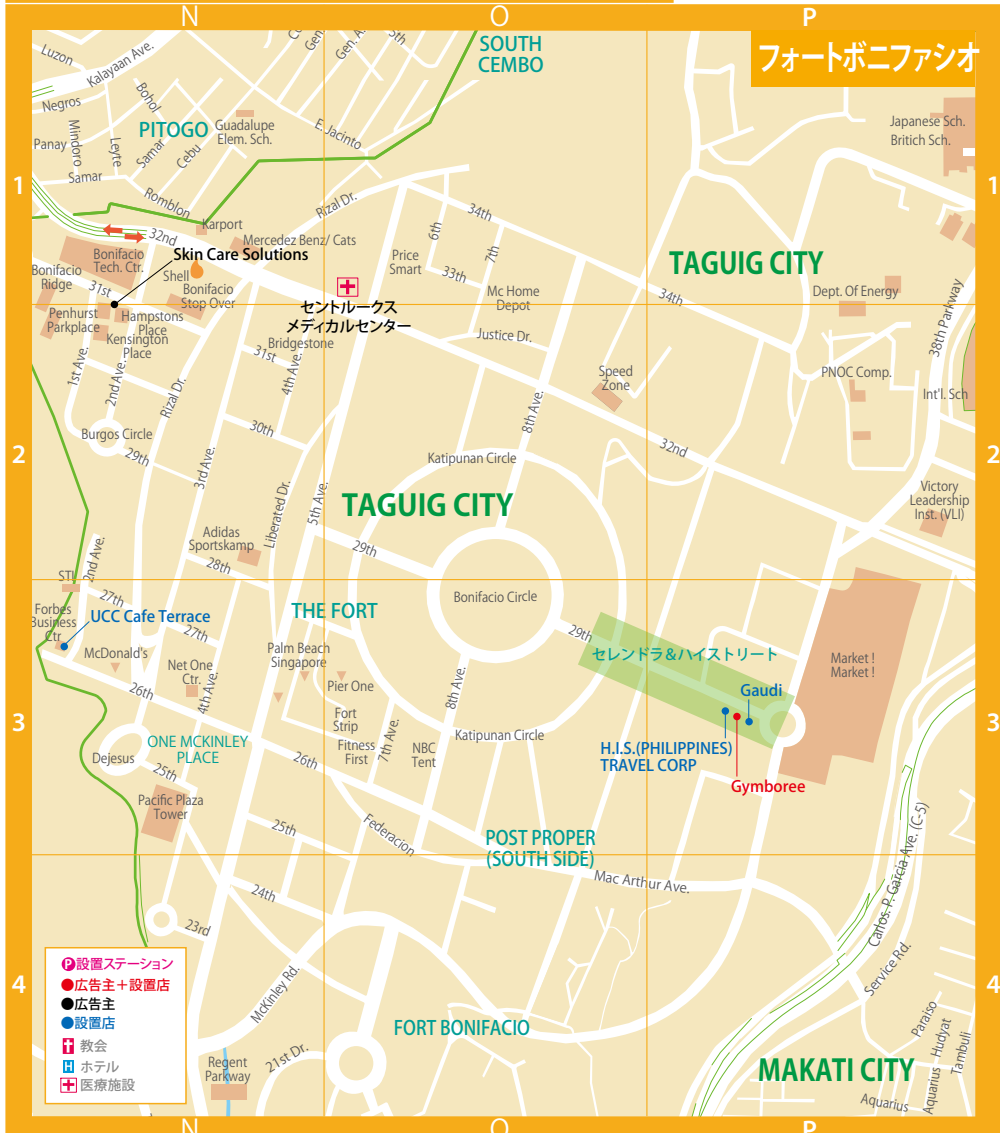 N
O
P
フォートボニファシオ
SOUTH
CEMBO
Luzon
Kalayaan Ave.
Gen.
Gen. A
5th
Negros
Bohol
PITOGO
Guadalupe
Elem. Sch.
E. Jacinto
Japanese Sch.
Britich Sch.
Panay
Mindoro
Leyte
Samar
Cebu
Samar
1
1
Romblon
Rizal Dr.
34th
Karport
32nd
6th
7th
Mercedez Benz/ Cats
Bonifacio
Tech. Ctr.
Skin Care Solutions
Price
Smart
33th
TAGUIG CITY
Bonifacio
Ridge
31st
Shell
Bonifacio
Stop Over
Mc Home
Depot
34th
Dept. Of Energy
38th Parkway
セントルークス
メディカルセンター
Penhurst
Parkplace
Hampstons
Place
Kensington
Place
Bridgestone
Justice Dr.
31st
4th Ave.
1st Ave.
2nd Ave.
Rizal Dr.
Speed
Zone
PNOC Comp.
Int'l. Sch
8th Ave.
Burgos Circle
30th
32nd
2
2
29th
3rd Ave.
Katipunan Circle
Liberated Dr.
5th Ave.
TAGUIG CITY
Victory
Leadership
Inst. (VLI)
Adidas
Sportskamp
29th
28th
2nd Ave.
STI
27th
Bonifacio Circle
Forbes
Business
Ctr
UCC Cafe Terrace
THE FORT
27th
29th
セレンドラ&ハイストリート
McDonald's
Palm Beach
Singapore
Market !
Market !
Net One
Ctr.
4th Ave.
Pier One
8th Ave.
Gaudi
26th
Fort
Strip
3
3
ONE MCKINLEY
PLACE
Dejesus
Fitness
First
7th Ave.
NBC
Tent
Katipunan Circle
H.I.S.(PHILIPPINES)
TRAVEL CORP
26th
25th
Gymboree
Pacific Plaza
Tower
25th
Federacion
POST PROPER
(SOUTH SIDE)
Carlos. P. Garcia Ave. (C-5)
Mac Arthur Ave.
24th
23rd
Service Rd.
P設置ステーション
●広告主+設置店
●広告主
●設置店
教会
H ホテル
医療施設
4
4
McKinley Rd.
FORT BONIFACIO
Paraiso
Hudyat
Tambuli
Regent
Parkway
21st Dr.
MAKATI CITY
Aquarius
Aquarius
N
O
P